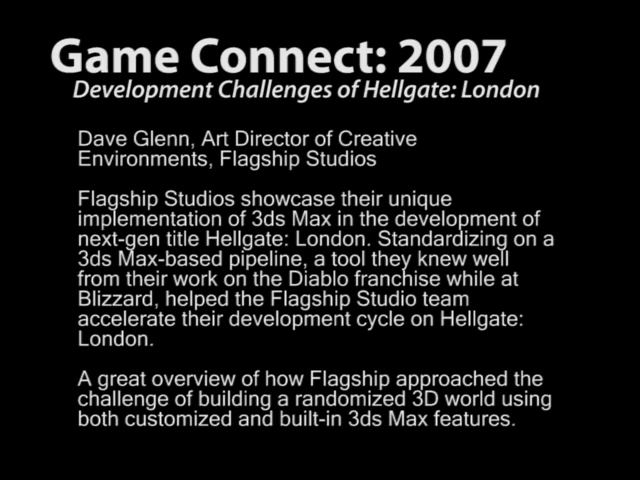 Game Connect: 2007
Development Challenges of Hellgate: London
Dave Glenn, Art Director of Creative
Environments, Flagship Studios
Flagship Studios showcase their unique
implementation of 3ds Max in the development of
next-gen title Hellgate: London. Standardizing on a
3ds Max-based pipeline, a tool they knew well
from their work on the Diablo franchise while at
Blizzard, helped the Flagship Studio team
accelerate their development cycle on Hellgate:
London.
A great overview of how Flagship approached the
challenge of building a randomized 3D world using
both customized and built-in 3ds Max features.